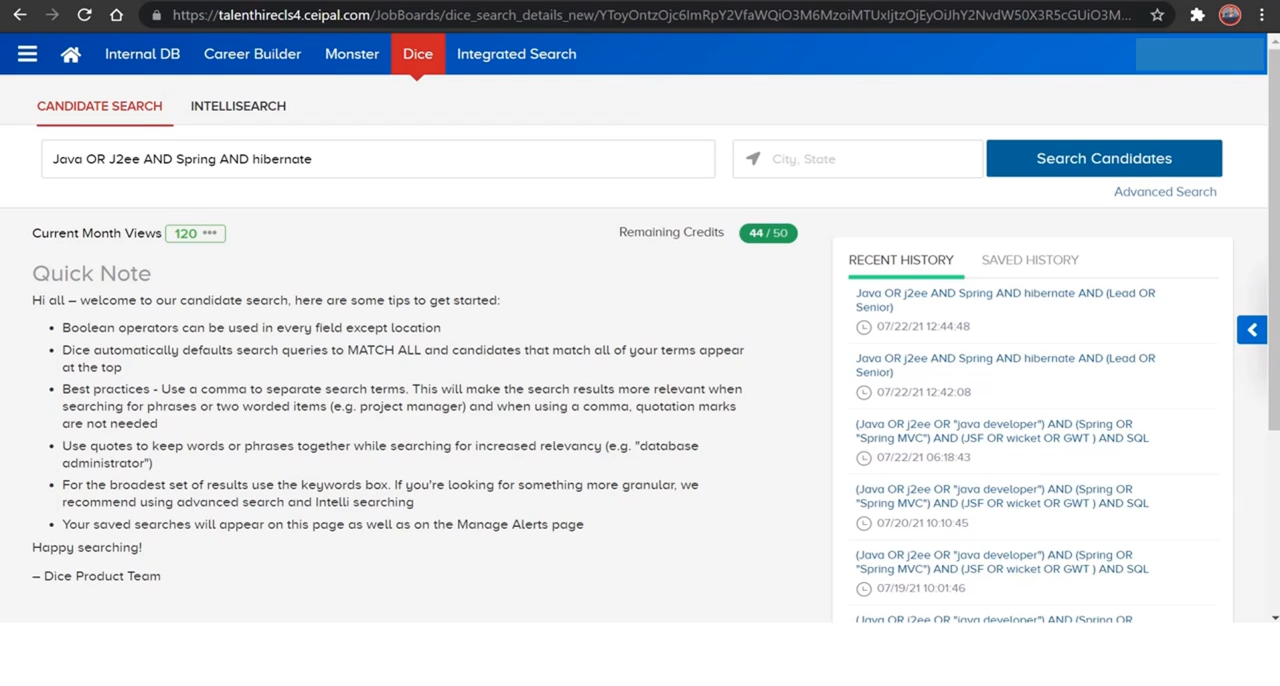 https://talenthirecls4.ceipal.com/JobBoards/dice_search_details_new/YToyOntzOjc6ImRpY2VfaWQiO3M6MzoiMTUxIjtzOjEyOiJhY2NvdW50X3R5cGUiO3M...
Internal DB Career Builder Monster Dice Integrated Search
CANDIDATE SEARCH INTELLISEARCH
Java OR J2ee AND Spring AND hibernate
City, State
Search Candidates
Advanced Search
Current Month Views 120 •••
Remaining Credits 44 / 50
Quick Note
Hi all – welcome to our candidate search, here are some tips to get started:
• Boolean operators can be used in every field except location
• Dice automatically defaults search queries to MATCH ALL and candidates that match all of your terms appear
at the top
• Best practices - Use a comma to separate search terms. This will make the search results more relevant when
searching for phrases or two worded items (e.g. project manager) and when using a comma, quotation marks
are not needed
• Use quotes to keep words or phrases together while searching for increased relevancy (e.g. "database
administrator")
• For the broadest set of results use the keywords box. If you're looking for something more granular, we
recommend using advanced search and Intelli searching
• Your saved searches will appear on this page as well as on the Manage Alerts page
Happy searching!
– Dice Product Team
RECENT HISTORY SAVED HISTORY
Java OR j2ee AND Spring AND hibernate AND (Lead OR
Senior)
07/22/21 12:44:48
Java OR j2ee AND Spring AND hibernate AND (Lead OR
Senior)
07/22/21 12:42:08
(Java OR j2ee OR "java developer") AND (Spring OR
"Spring MVC") AND (JSF OR wicket OR GWT ) AND SQL
07/22/21 06:18:43
(Java OR j2ee OR "java developer") AND (Spring OR
"Spring MVC") AND (JSF OR wicket OR GWT ) AND SQL
07/20/21 10:10:45
(Java OR j2ee OR "java developer") AND (Spring OR
"Spring MVC") AND (JSF OR wicket OR GWT ) AND SQL
07/19/21 10:01:46
(Java OR j2ee OR "java developer") AND (Spring OR